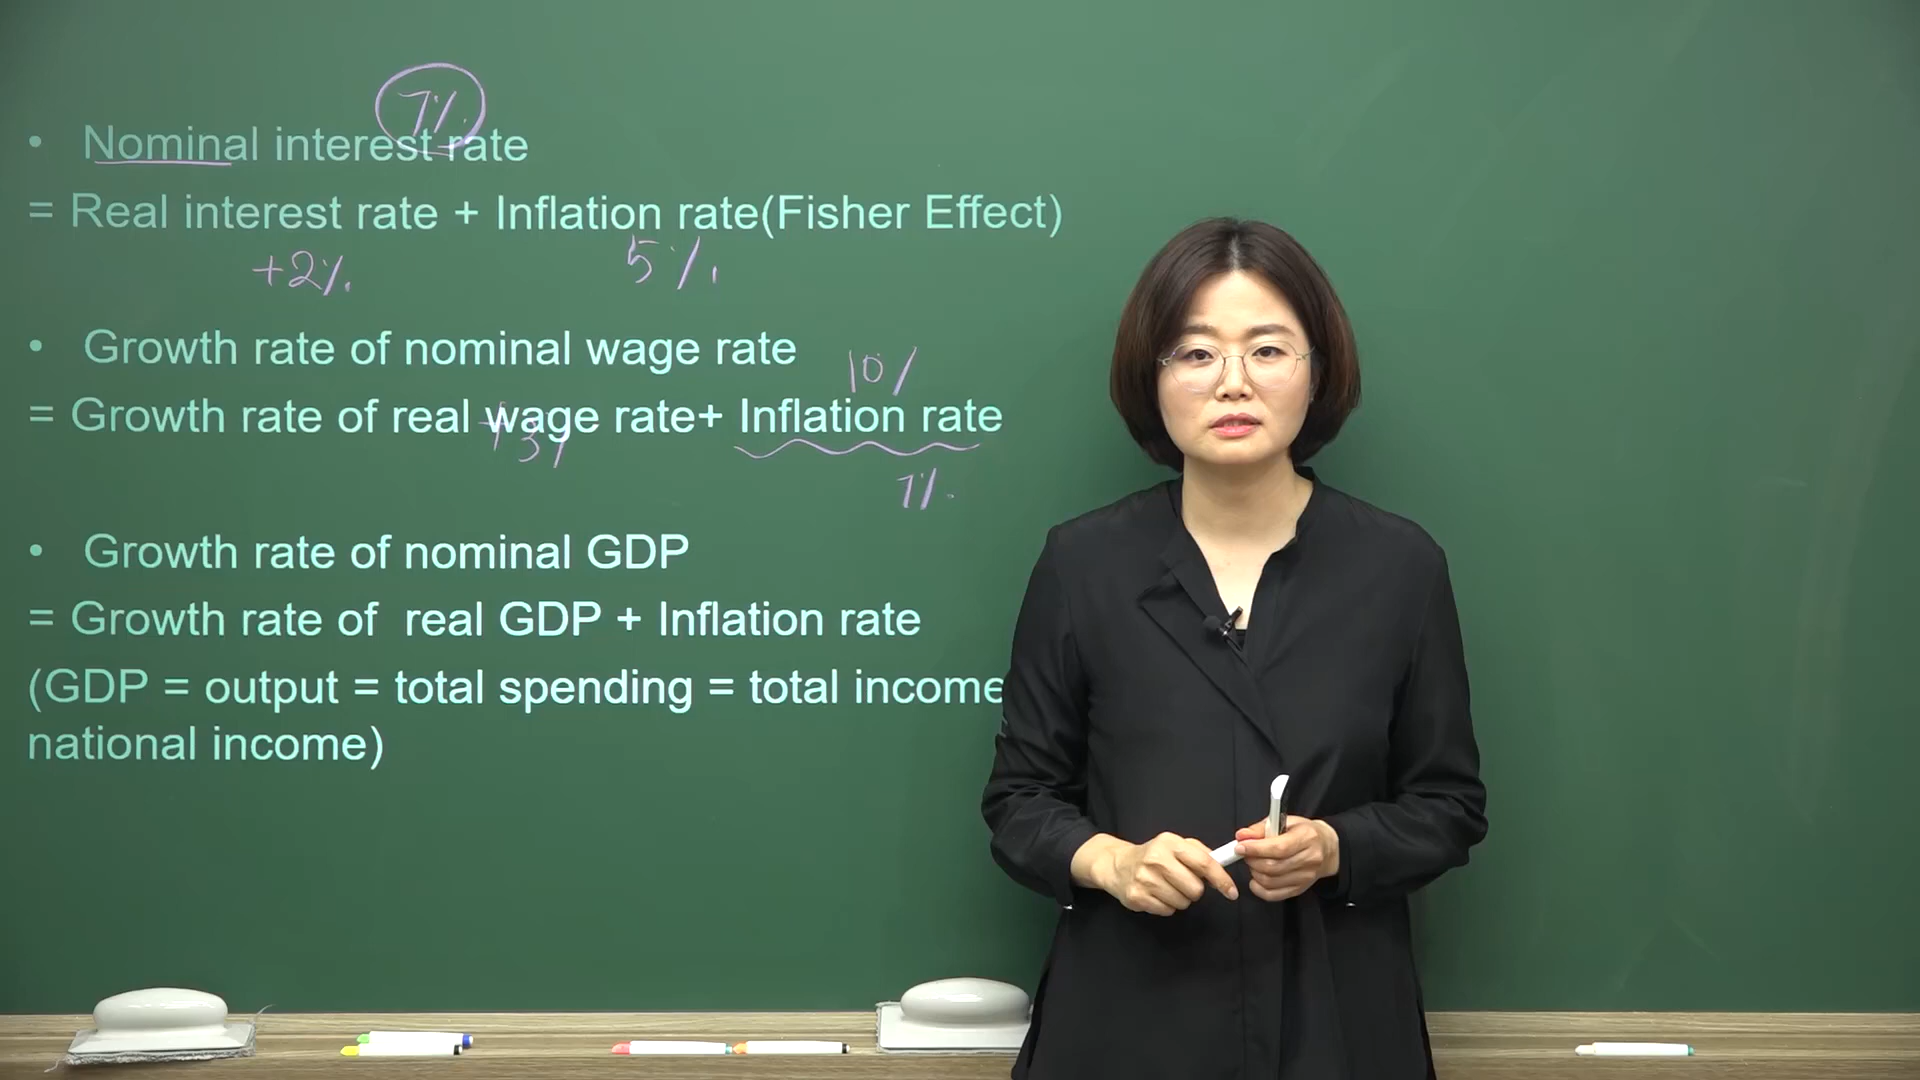 7%
• Nominal interest rate
= Real interest rate + Inflation rate(Fisher Effect)
+2% 5%
• Growth rate of nominal wage rate
10%
= Growth rate of real wage rate+ Inflation rate
+3%
7%
• Growth rate of nominal GDP
= Growth rate of real GDP + Inflation rate
(GDP = output = total spending = total income
national income)